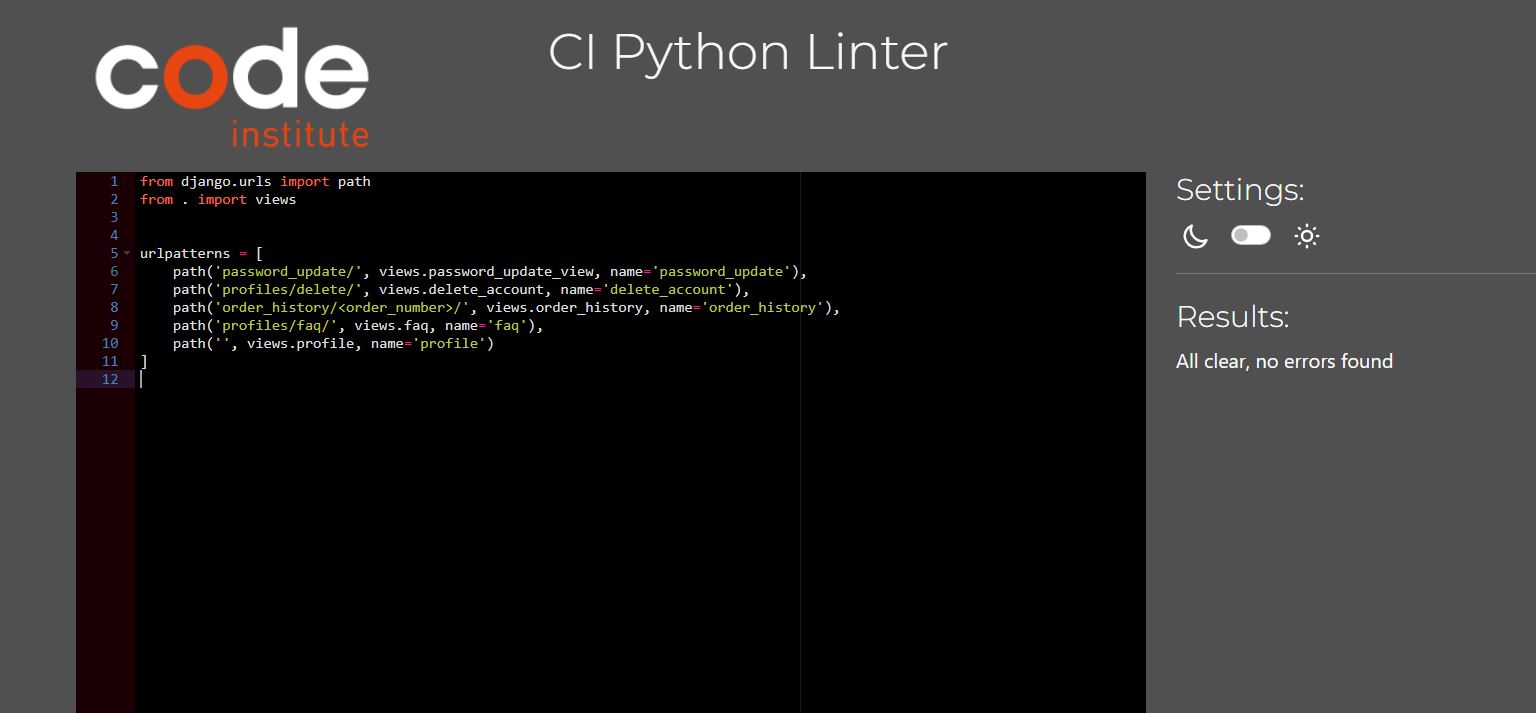 code
institute
CI Python Linter
1 from django.urls import path
2 from . import views
3
4
5 urlpatterns = [
6     path('password_update/', views.password_update_view, name='password_update'),
7     path('profiles/delete/', views.delete_account, name='delete_account'),
8     path('order_history/<order_number>/', views.order_history, name='order_history'),
9     path('profiles/faq/', views.faq, name='faq'),
10     path('', views.profile, name='profile')
11 ]
12
Settings:
Results:
All clear, no errors found